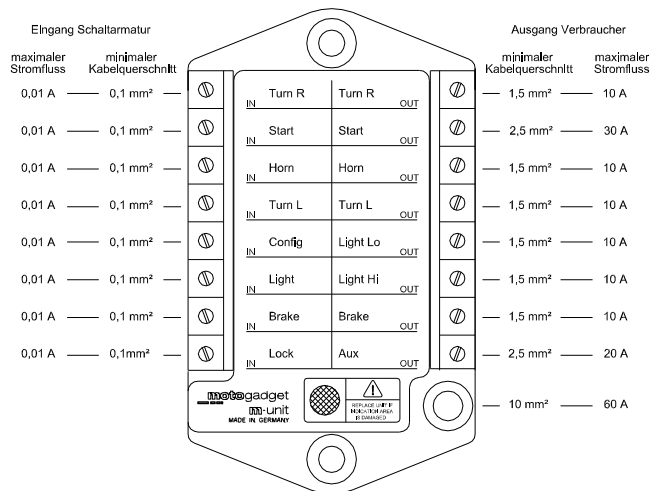 Eingang Schaltarmatur
Ausgang Verbraucher
maximaler Stromfluss
minimaler Kabelquerschnitt
minimaler Kabelquerschnitt
maximaler Stromfluss
0,01 A 0,1 mm² Turn R IN Turn R OUT 1,5 mm² 10 A
0,01 A 0,1 mm² Start IN Start OUT 2,5 mm² 30 A
0,01 A 0,1 mm² Horn IN Horn OUT 1,5 mm² 10 A
0,01 A 0,1 mm² Turn L IN Turn L OUT 1,5 mm² 10 A
0,01 A 0,1 mm² Config IN Light Lo OUT 1,5 mm² 10 A
0,01 A 0,1 mm² Light IN Light Hi OUT 1,5 mm² 10 A
0,01 A 0,1 mm² Brake IN Brake OUT 1,5 mm² 10 A
0,01 A 0,1mm² Lock IN Aux OUT 2,5 mm² 20 A
motogadget
m-unit
MADE IN GERMANY
REPLACE UNIT IF
INDICATION AREA
IS DAMAGED
10 mm² 60 A